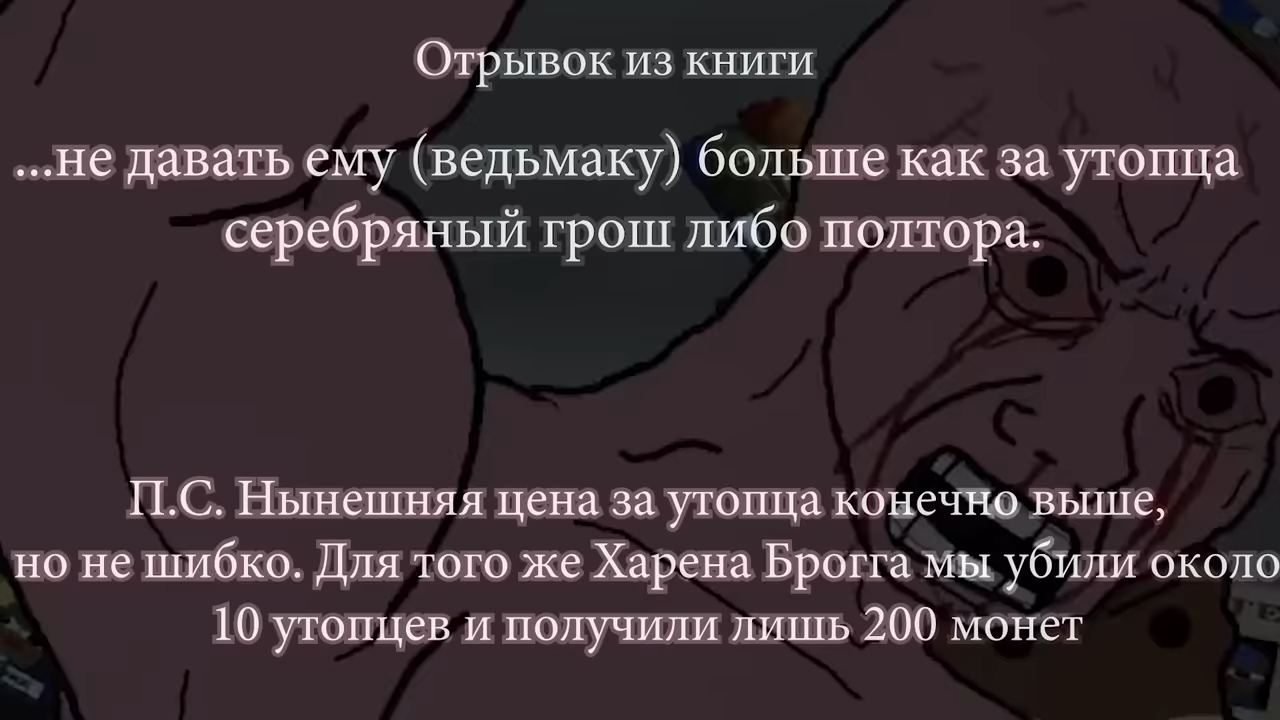 Отрывок из книги
...не давать ему (ведьмаку) больше как за утопца
серебряный грош либо полтора.
П.С. Нынешняя цена за утопца конечно выше,
но не шибко. Для того же Харена Брогга мы убили около
10 утопцев и получили лишь 200 монет